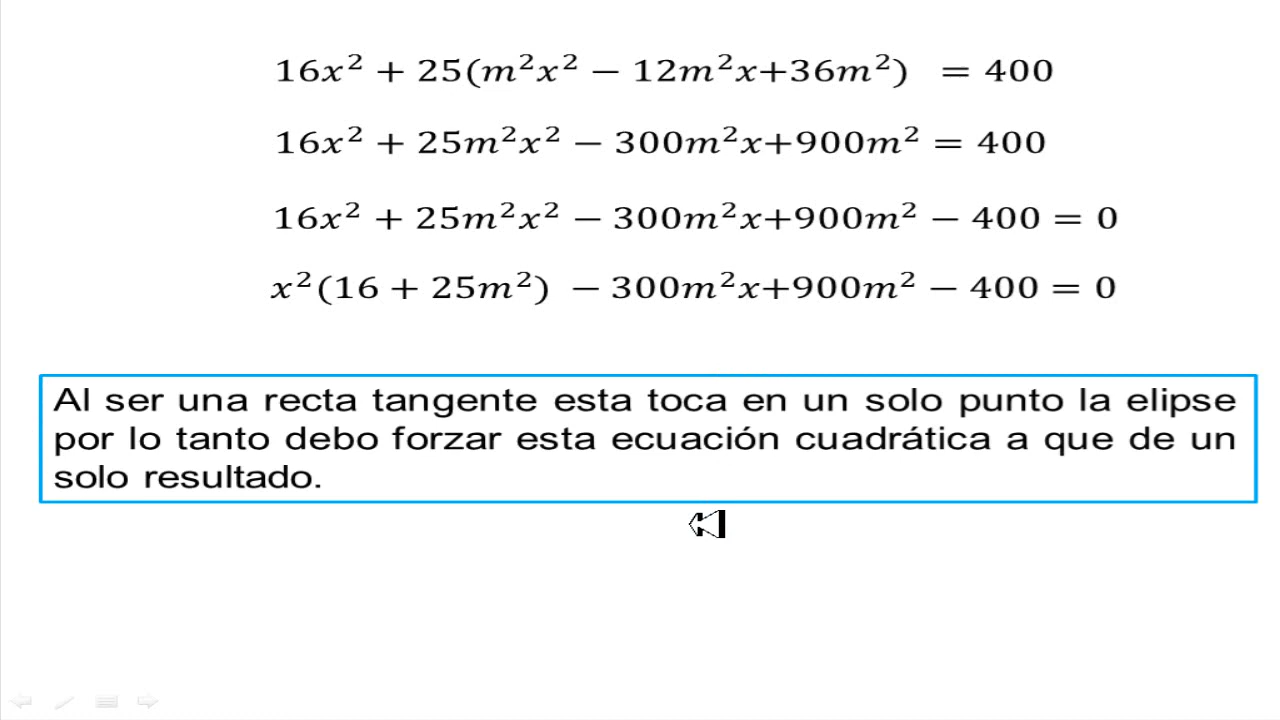 16x² + 25(m²x² − 12m²x+36m²) = 400
16x² + 25m²x² − 300m²x+900m² = 400
16x² + 25m²x² − 300m²x+900m² − 400 = 0
x²(16 + 25m²) − 300m²x+900m² − 400 = 0
Al ser una recta tangente esta toca en un solo punto la elipse
por lo tanto debo forzar esta ecuación cuadrática a que de un
solo resultado.